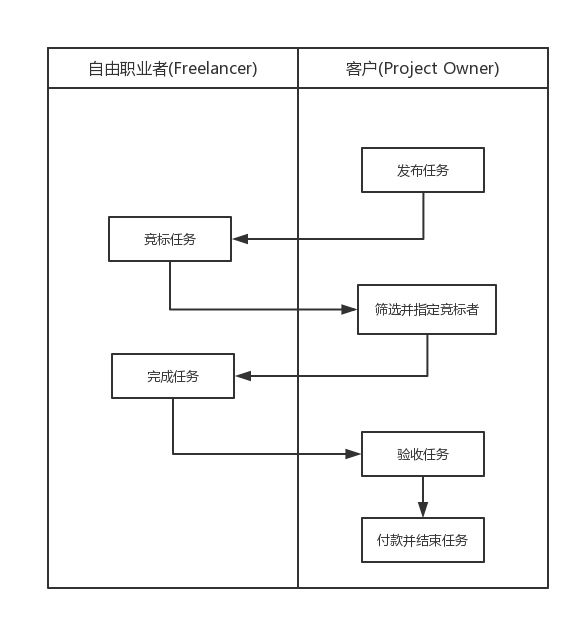 自由职业者(Freelancer)
客户(Project Owner)
发布任务
竞标任务
筛选并指定竞标者
完成任务
验收任务
付款并结束任务